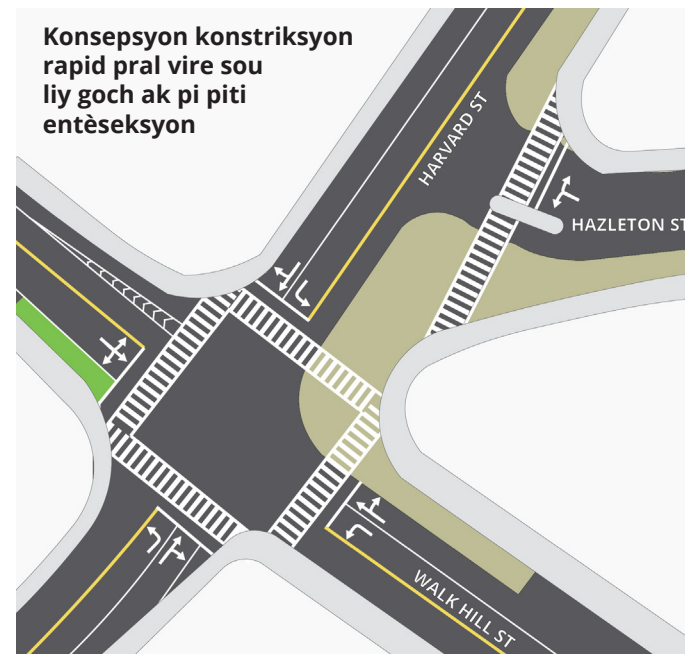 Konsepsyon konstriksyon
rapid pral vire sou
liy goch ak pi piti
entèseksyon
HARVARD ST
HAZLETON ST
WALK HILL ST